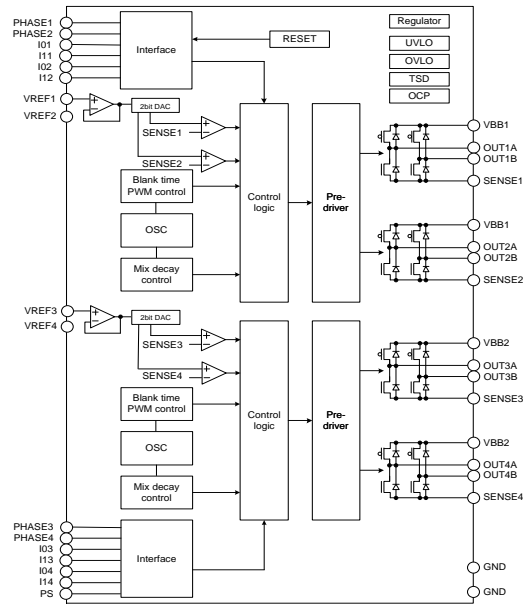 PHASE1
PHASE2
I01
I11
I02
I12
Interface
RESET
Regulator
UVLO
OVLO
TSD
OCP
VREF1
VREF2
2bit DAC
SENSE1
SENSE2
Blank time
PWM control
OSC
Mix decay
control
Control
logic
Pre-
driver
VBB1
OUT1A
OUT1B
SENSE1
VBB1
OUT2A
OUT2B
SENSE2
VREF3
VREF4
2bit DAC
SENSE3
SENSE4
Blank time
PWM control
OSC
Mix decay
control
Control
logic
Pre-
driver
VBB2
OUT3A
OUT3B
SENSE3
VBB2
OUT4A
OUT4B
SENSE4
PHASE3
PHASE4
I03
I13
I04
I14
PS
Interface
GND
GND